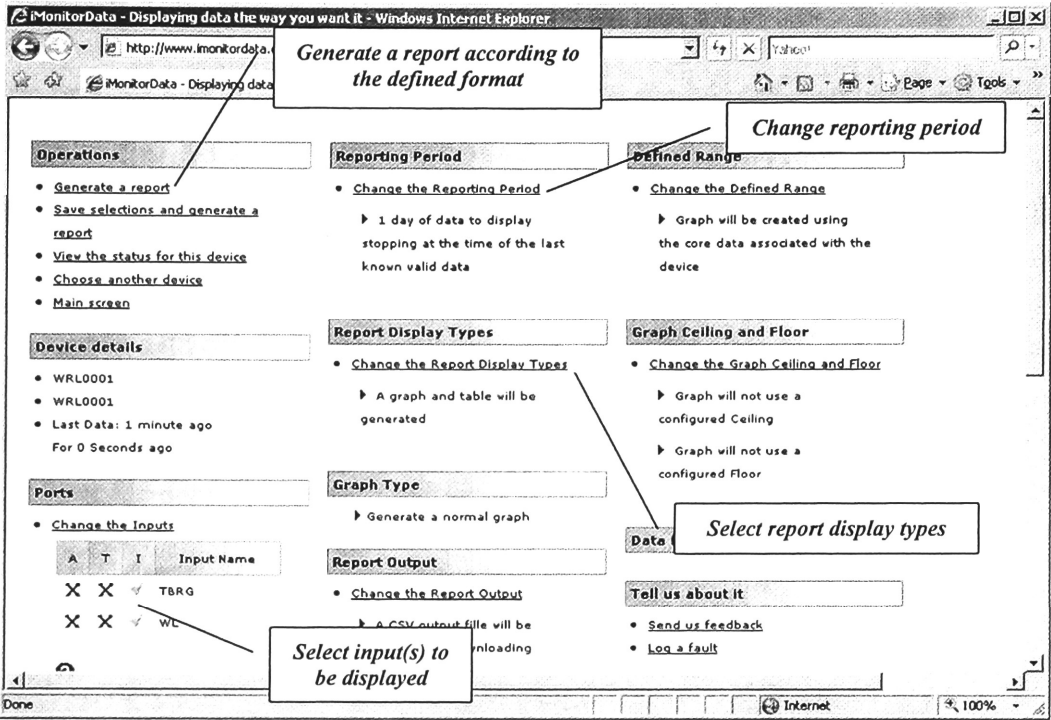 iMonitorData - Displaying data the way you want it - Windows Internet Explorer
http://www.imonitordata.
Yahoo!
iMonitorData - Displaying data
Page
Tools
Generate a report according to
the defined format
Change reporting period
Operations
Generate a report
Save selections and generate a
report
View the status for this device
Choose another device
Main screen
Device details
WRL0001
WRL0001
Last Data: 1 minute ago
For 0 Seconds ago
Ports
Change the Inputs
A T I Input Name
X X TBRG
X X WL
Select input(s) to
be displayed
Reporting Period
Change the Reporting Period
1 day of data to display
stopping at the time of the last
known valid data
Report Display Types
Change the Report Display Types
A graph and table will be
generated
Graph Type
Generate a normal graph
Report Output
Change the Report Output
A CSV output fille will be
nloading
Defined Range
Change the Defined Range
Graph will be created using
the core data associated with the
device
Graph Ceiling and Floor
Change the Graph Ceiling and Floor
Graph will not use a
configured Ceiling
Graph will not use a
configured Floor
Select report display types
Data
Tell us about it
Send us feedback
Log a fault
Done
Internet
100%